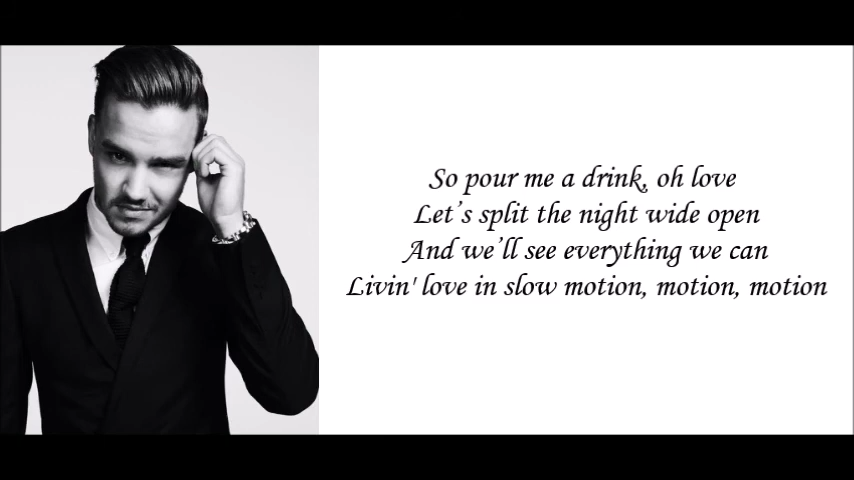 So pour me a drink, oh love
Let's split the night wide open
And we'll see everything we can
Livin' love in slow motion, motion, motion